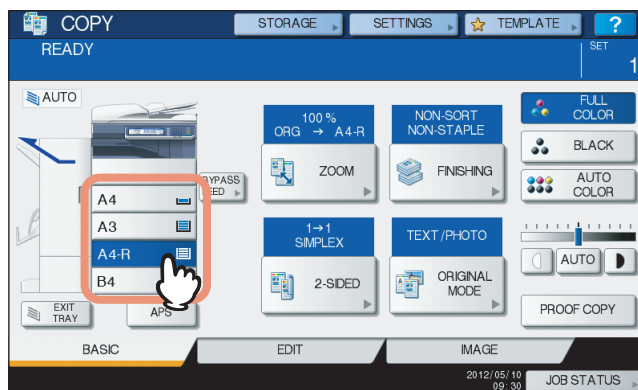 COPY
STORAGE
SETTINGS
TEMPLATE
?
READY
SET
1
AUTO
100 %
ORG → A4-R
ZOOM
NON-SORT
NON-STAPLE
FINISHING
FULL
COLOR
BLACK
AUTO
COLOR
BYPASS
FEED
A4
A3
A4-R
B4
1→1
SIMPLEX
2-SIDED
TEXT/PHOTO
ORIGINAL
MODE
AUTO
EXIT
TRAY
APS
PROOF COPY
BASIC
EDIT
IMAGE
2012/05/10
09:30
JOB STATUS